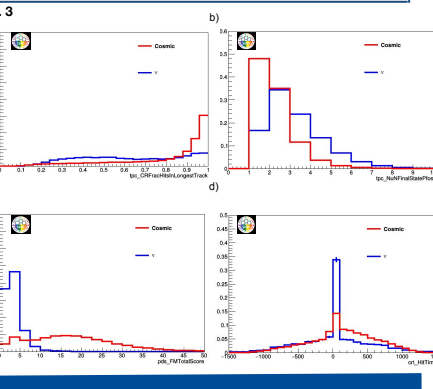 . 3
b)
Cosmic
ν
0.1 0.2 0.3 0.4 0.5 0.6 0.7 0.8 0.9 1
tpc_CRFracHitsInLongestTrack
0.6
0.5
0.4
0.3
0.2
0.1
0
Cosmic
ν
0 1 2 3 4 5 6 7 8 9
tpc_NuNFinalStatePfos
d)
Cosmic
ν
5 10 15 20 25 30 35 40 45 50
pds_FMTotalScore
0.5
0.45
0.4
0.35
0.3
0.25
0.2
0.15
0.1
0.05
0
Cosmic
ν
−1500 −1000 −500 0 500 1000
crt_HitTim